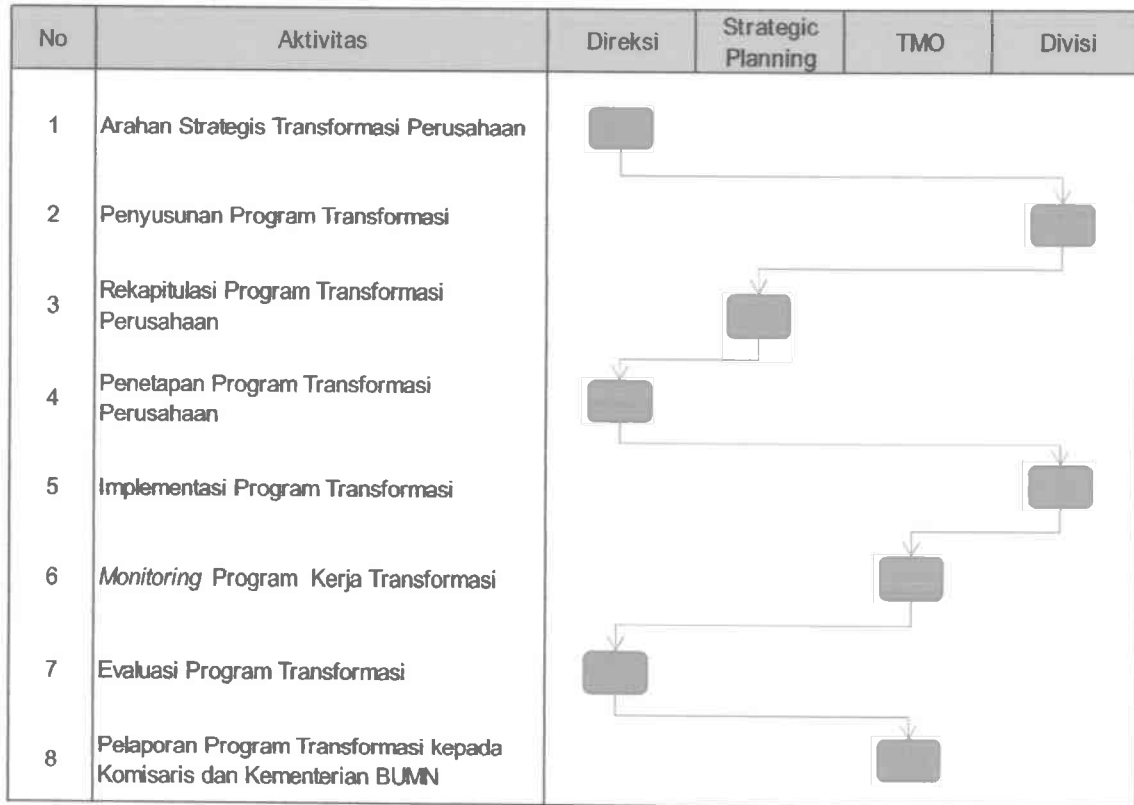 No Aktivitas Direksi Strategic Planning TMO Divisi
1 Arahan Strategis Transformasi Perusahaan
2 Penyusunan Program Transformasi
3 Rekapitulasi Program Transformasi
Perusahaan
4 Penetapan Program Transformasi
Perusahaan
5 Implementasi Program Transformasi
6 Monitoring Program Kerja Transformasi
7 Evaluasi Program Transformasi
8 Pelaporan Program Transformasi kepada
Komisaris dan Kementerian BUMN